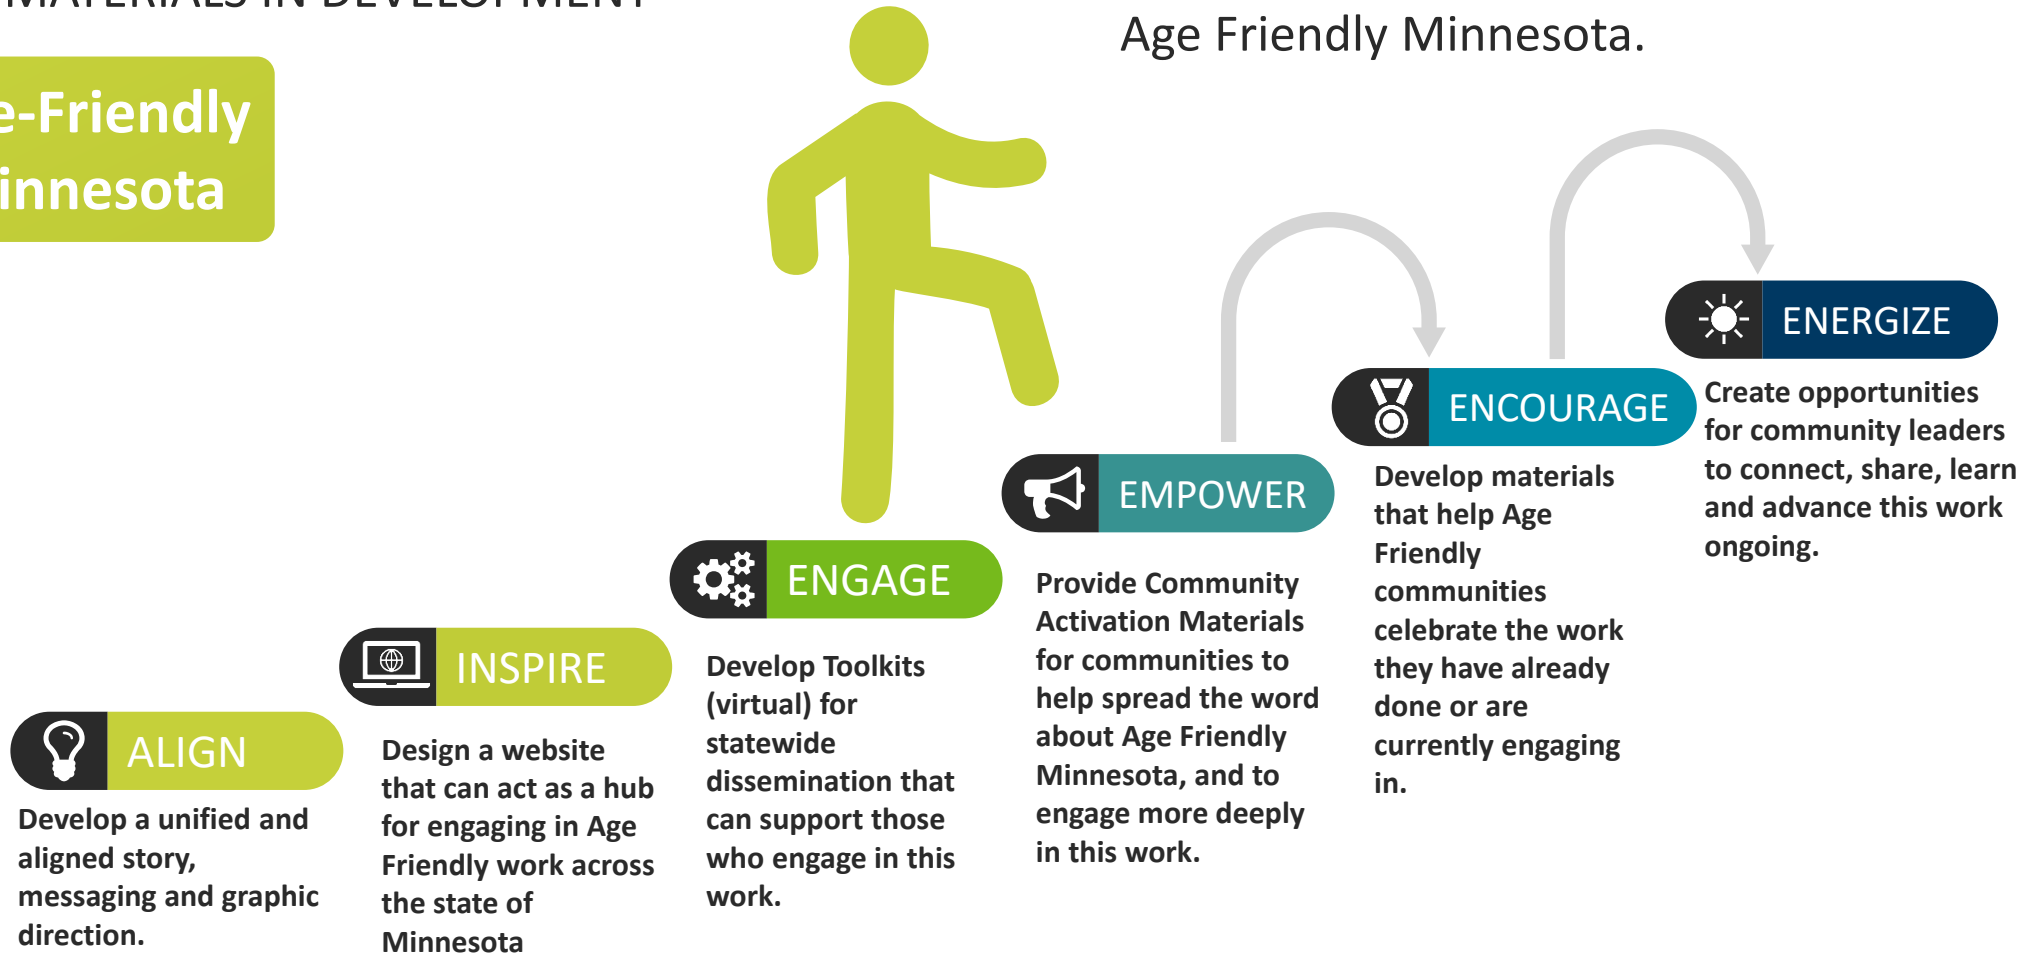 MATERIALS IN DEVELOPMENT
Age Friendly Minnesota.
e-Friendly
innesota
ALIGN
Develop a unified and
aligned story,
messaging and graphic
direction.
INSPIRE
Design a website
that can act as a hub
for engaging in Age
Friendly work across
the state of
Minnesota
ENGAGE
Develop Toolkits
(virtual) for
statewide
dissemination that
can support those
who engage in this
work.
EMPOWER
Provide Community
Activation Materials
for communities to
help spread the word
about Age Friendly
Minnesota, and to
engage more deeply
in this work.
ENCOURAGE
Develop materials
that help Age
Friendly
communities
celebrate the work
they have already
done or are
currently engaging
in.
ENERGIZE
Create opportunities
for community leaders
to connect, share, learn
and advance this work
ongoing.